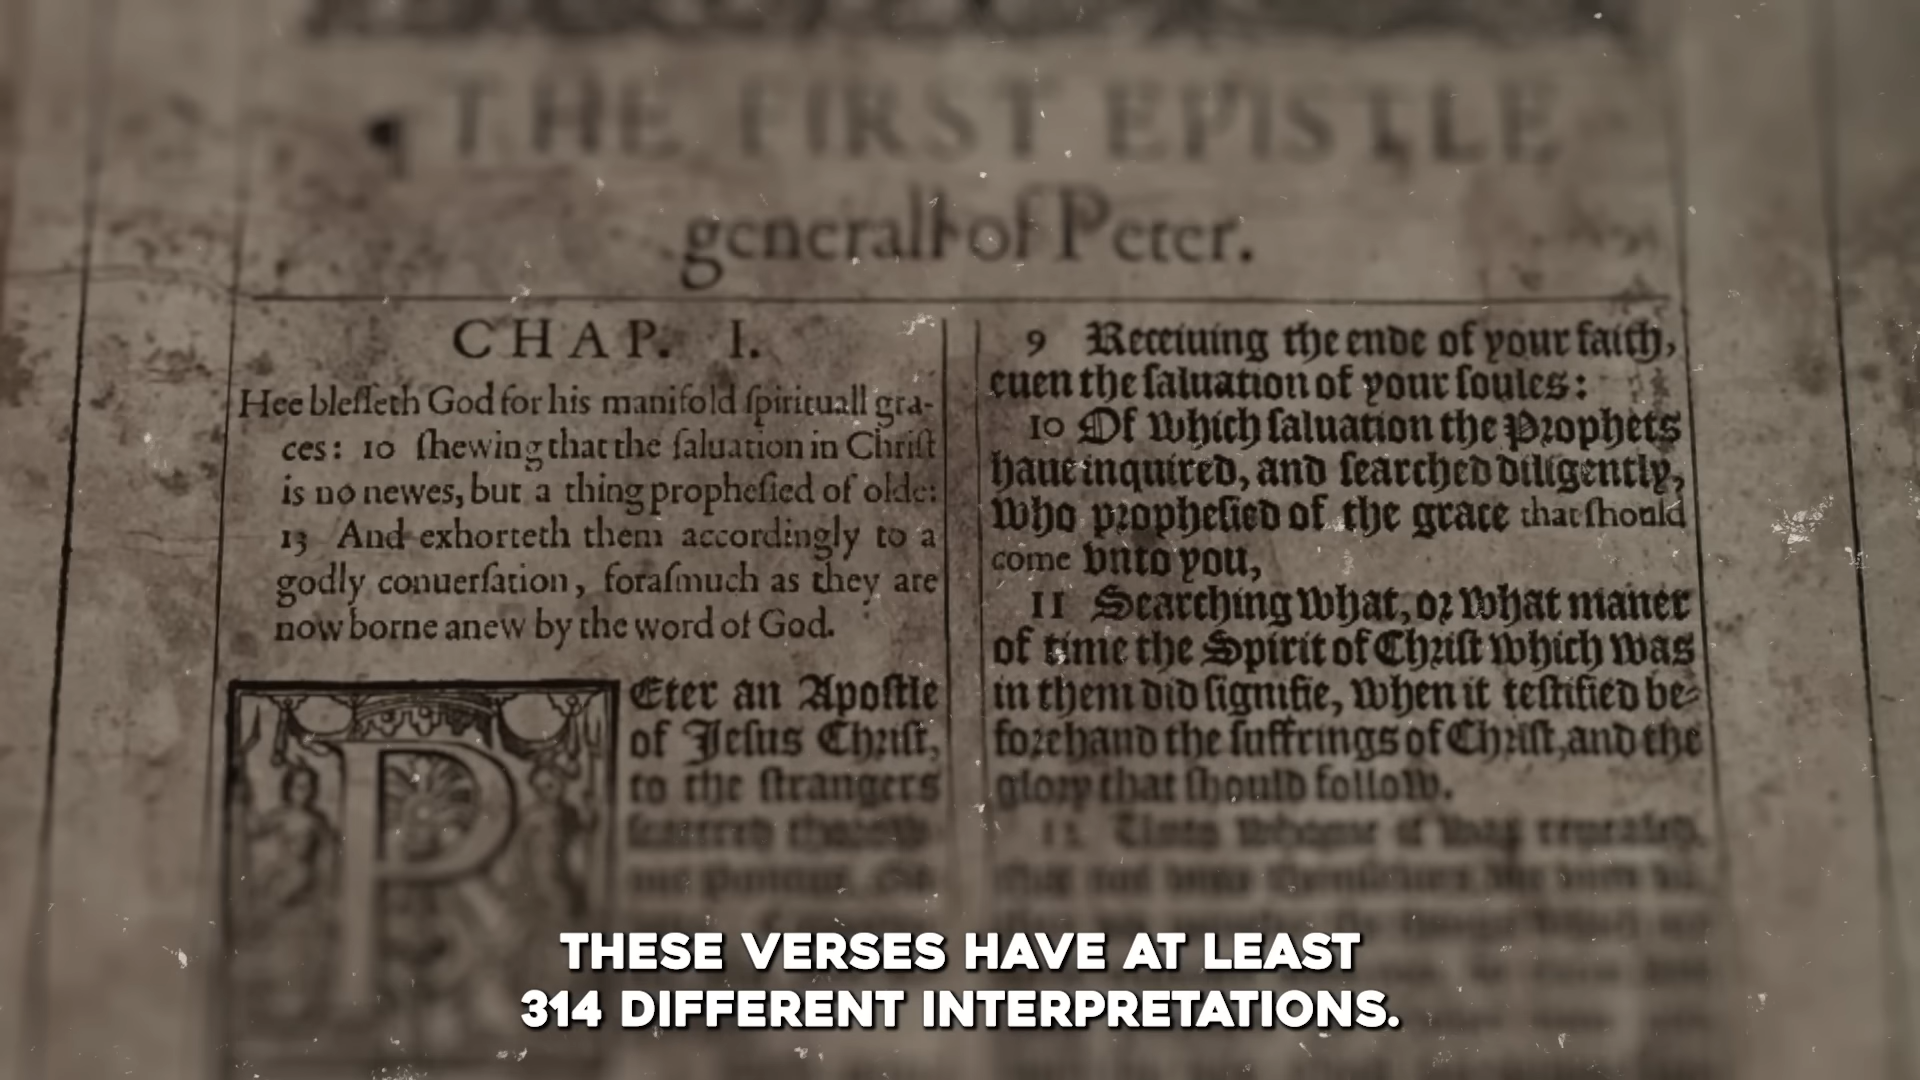 ¶ THE FIRST EPISTLE
generall of Peter.
CHAP. I.
Hee bleſſeth God for his manifold ſpirituall gra-
ces: 10 ſhewing that the ſaluation in Chriſt
is no newes, but a thing propheſied of olde:
13 And exhorteth them accordingly to a
godly conuerſation, foraſmuch as they are
now borne anew by the word of God.
PEter an Apoſtle
of Jeſus Chriſt,
to the ſtrangers
9 Receiuing the ende of your faith,
euen the ſaluation of your ſoules:
10 Of which ſaluation the Prophets
haue inquired, and ſearched diligently,
who propheſied of the grace that ſhould
come vnto you,
11 Searching what, or what maner
of time the Spirit of Chriſt which was
in them did ſignifie, when it teſtified be-
forehand the ſuffrings of Chriſt, and the
glory that ſhould follow.
THESE VERSES HAVE AT LEAST
314 DIFFERENT INTERPRETATIONS.